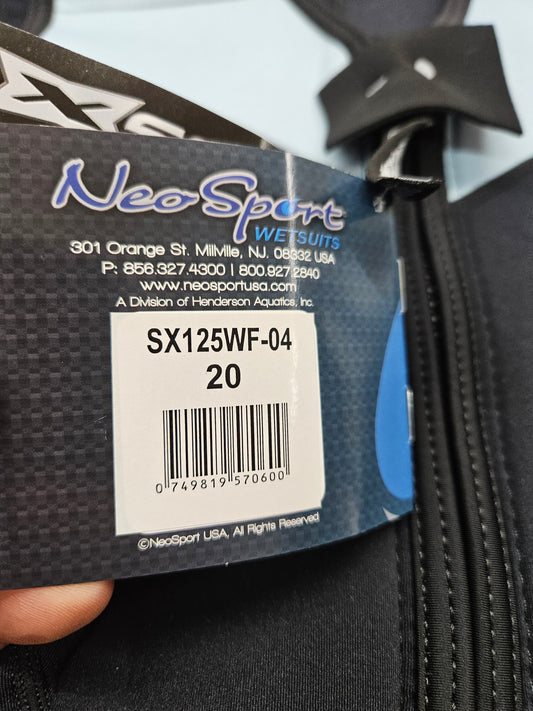 NeoSport
WETSUITS
301 Orange St. Millville, NJ. 08332 USA
P: 856.327.4300 | 800.927.2840
www.neosportusa.com
A Division of Henderson Aquatics, Inc.
SX125WF-04
20
0 749819 570600
©NeoSport USA, All Rights Reserved